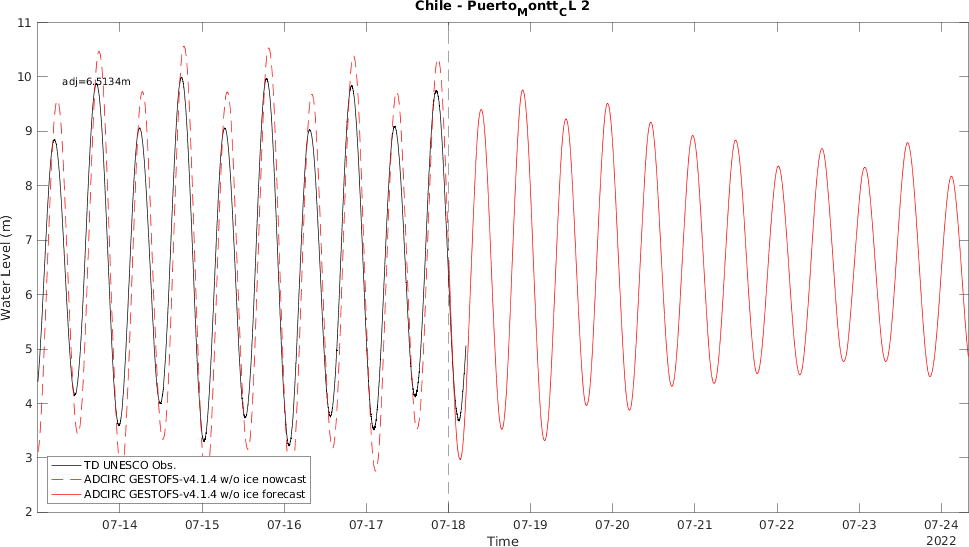 Chile - Puerto_Montt_CL 2
adj=6.5134m
11
10
9
8
7
6
5
4
3
2
Water Level (m)
TD UNESCO Obs.
ADCIRC GESTOFS-v4.1.4 w/o ice nowcast
ADCIRC GESTOFS-v4.1.4 w/o ice forecast
07-14 07-15 07-16 07-17 07-18 07-19 07-20 07-21 07-22 07-23 07-24
Time
2022